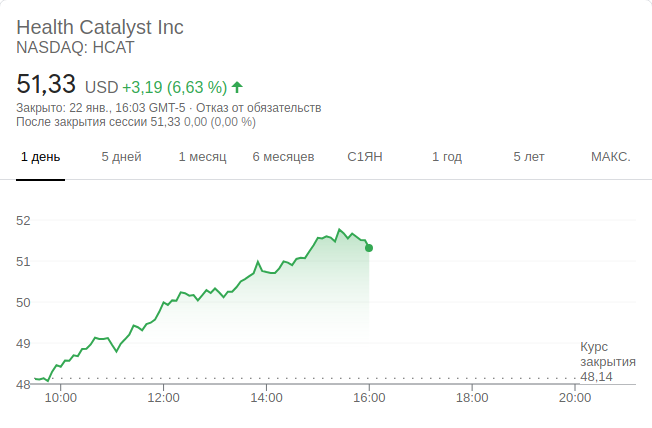 Health Catalyst Inc
NASDAQ: HCAT
51,33 USD +3,19 (6,63 %)
Закрыто: 22 янв., 16:03 GMT-5 · Отказ от обязательств
После закрытия сессии 51,33 0,00 (0,00 %)
1 день 5 дней 1 месяц 6 месяцев С1ЯН 1 год 5 лет МАКС.
52
51
50
49
Курс
закрытия
48,14
48
10:00 12:00 14:00 16:00 18:00 20:00